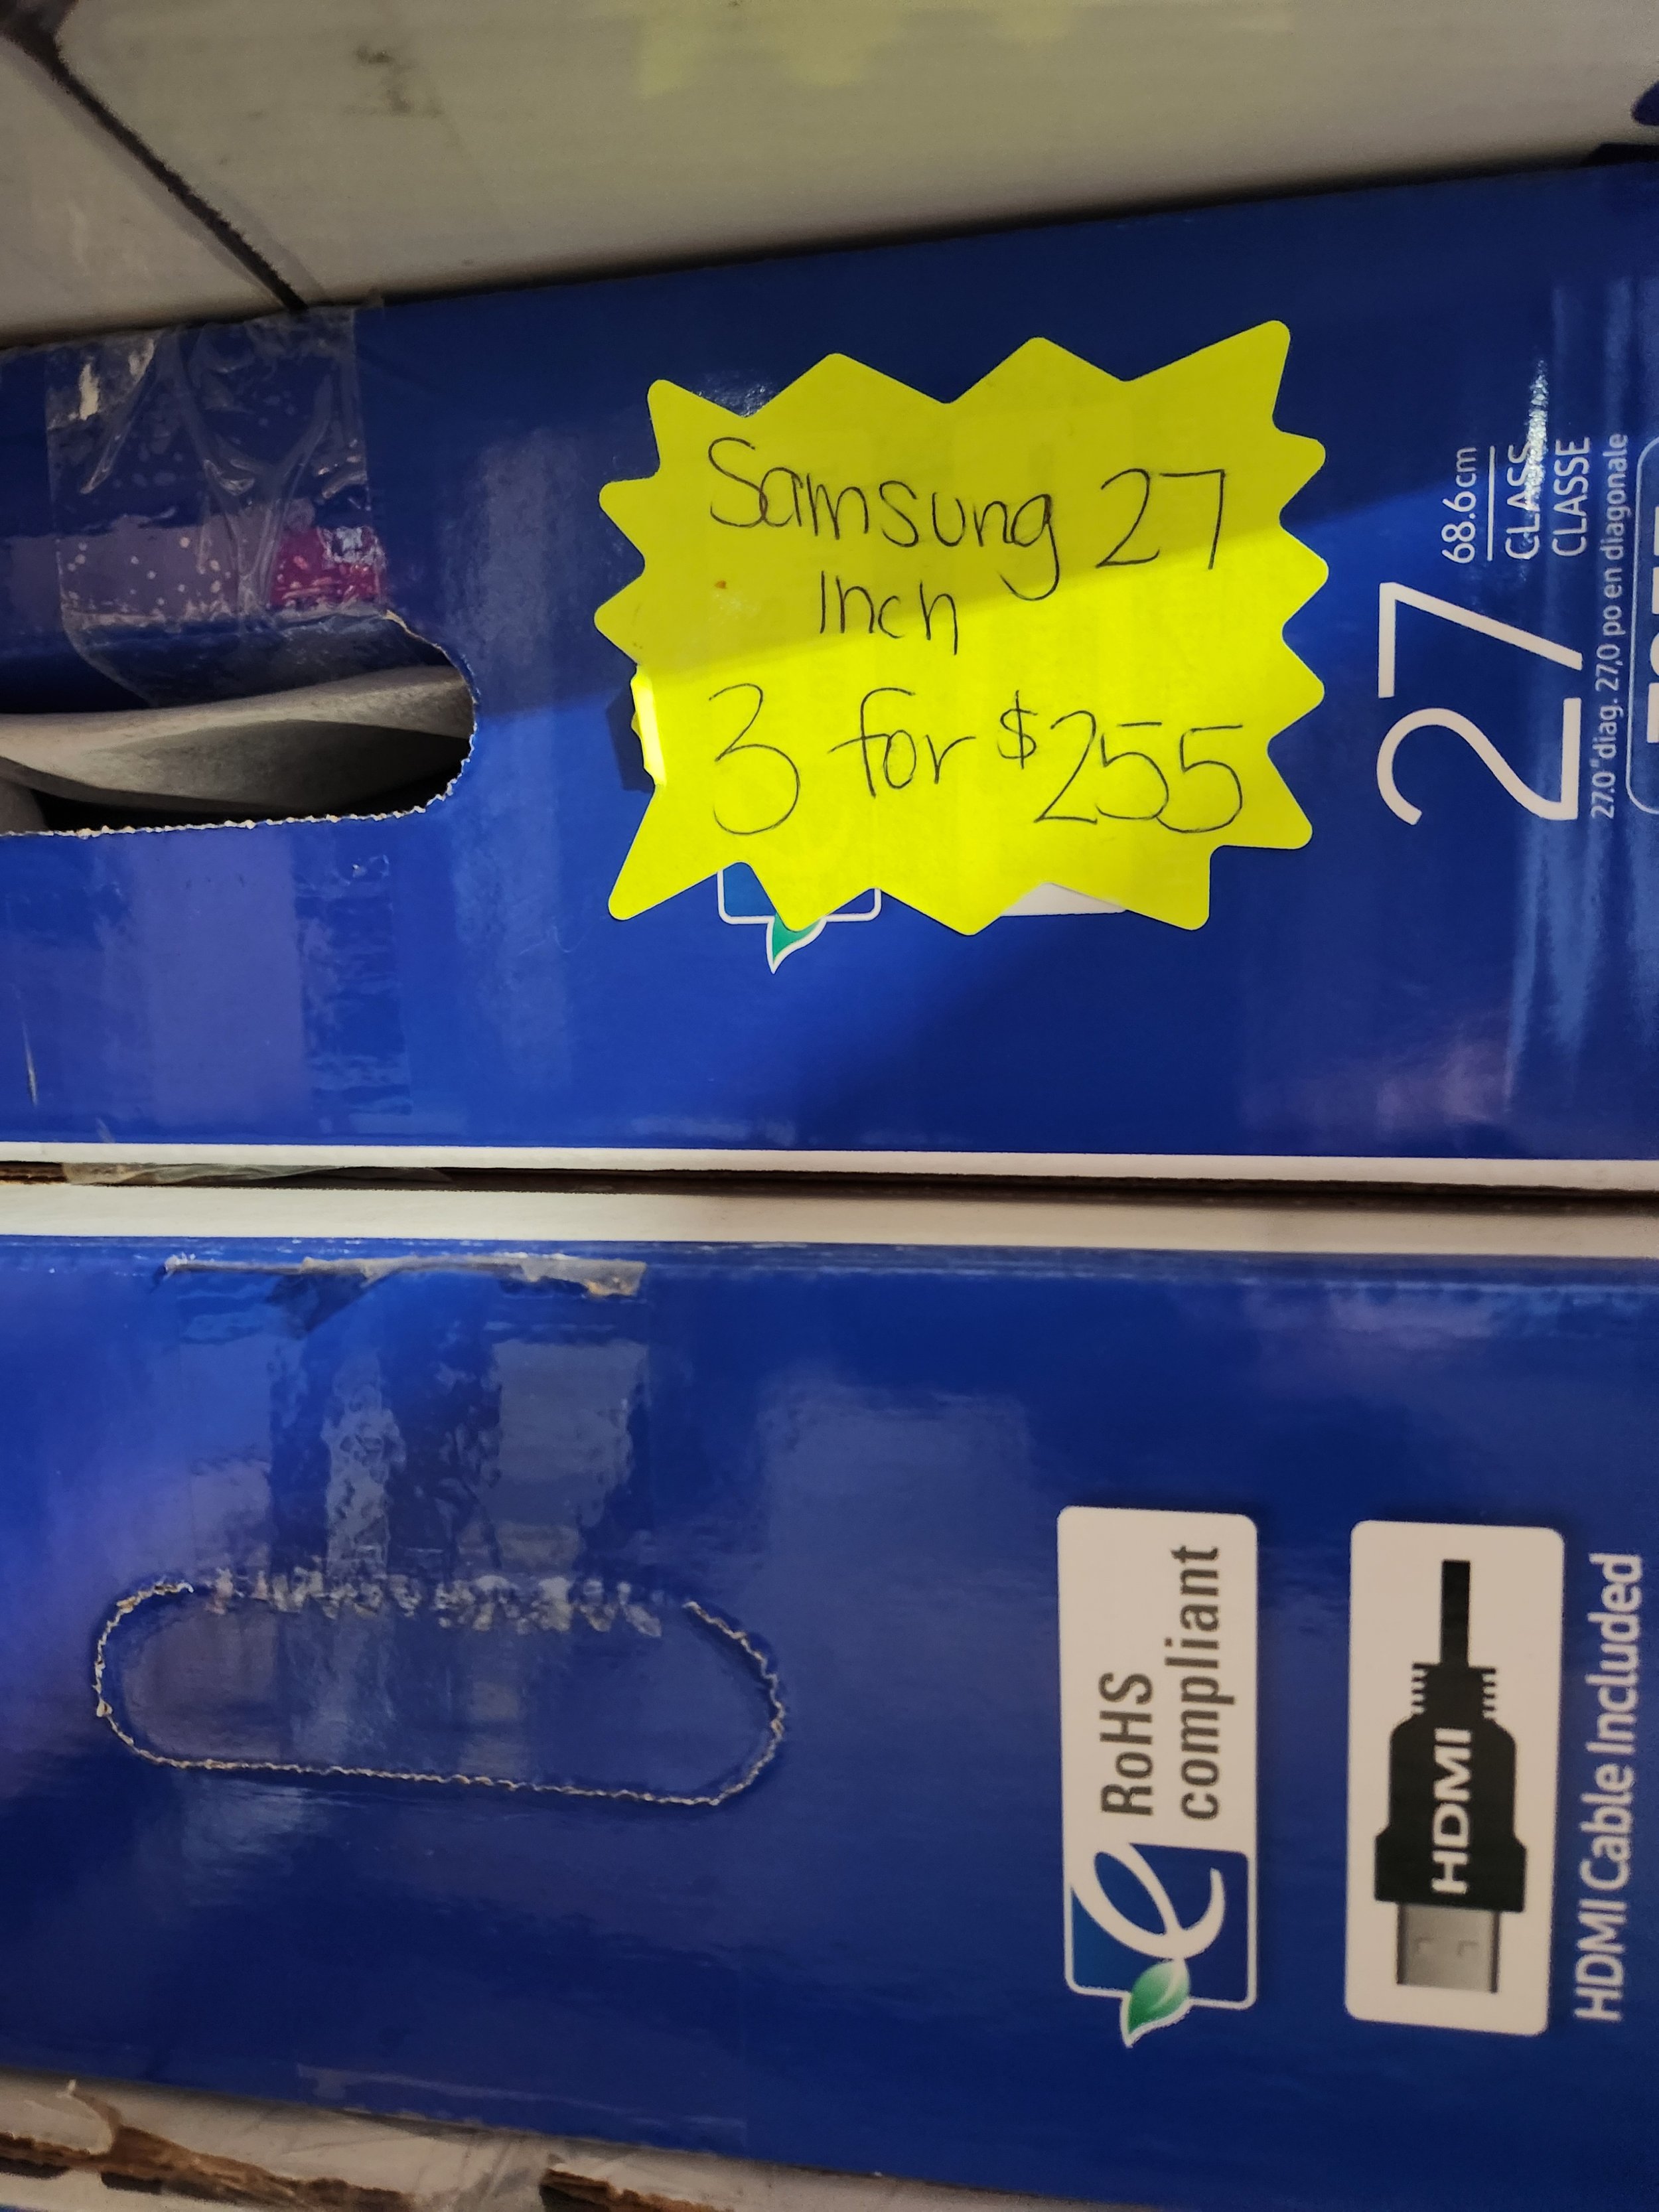 Samsung 27
Inch
3 for $255
27
68.6cm
CLASS
CLASSE
27.0" diag. 27,0 po en diagonale
RoHS
compliant
HDMI
HDMI Cable Included